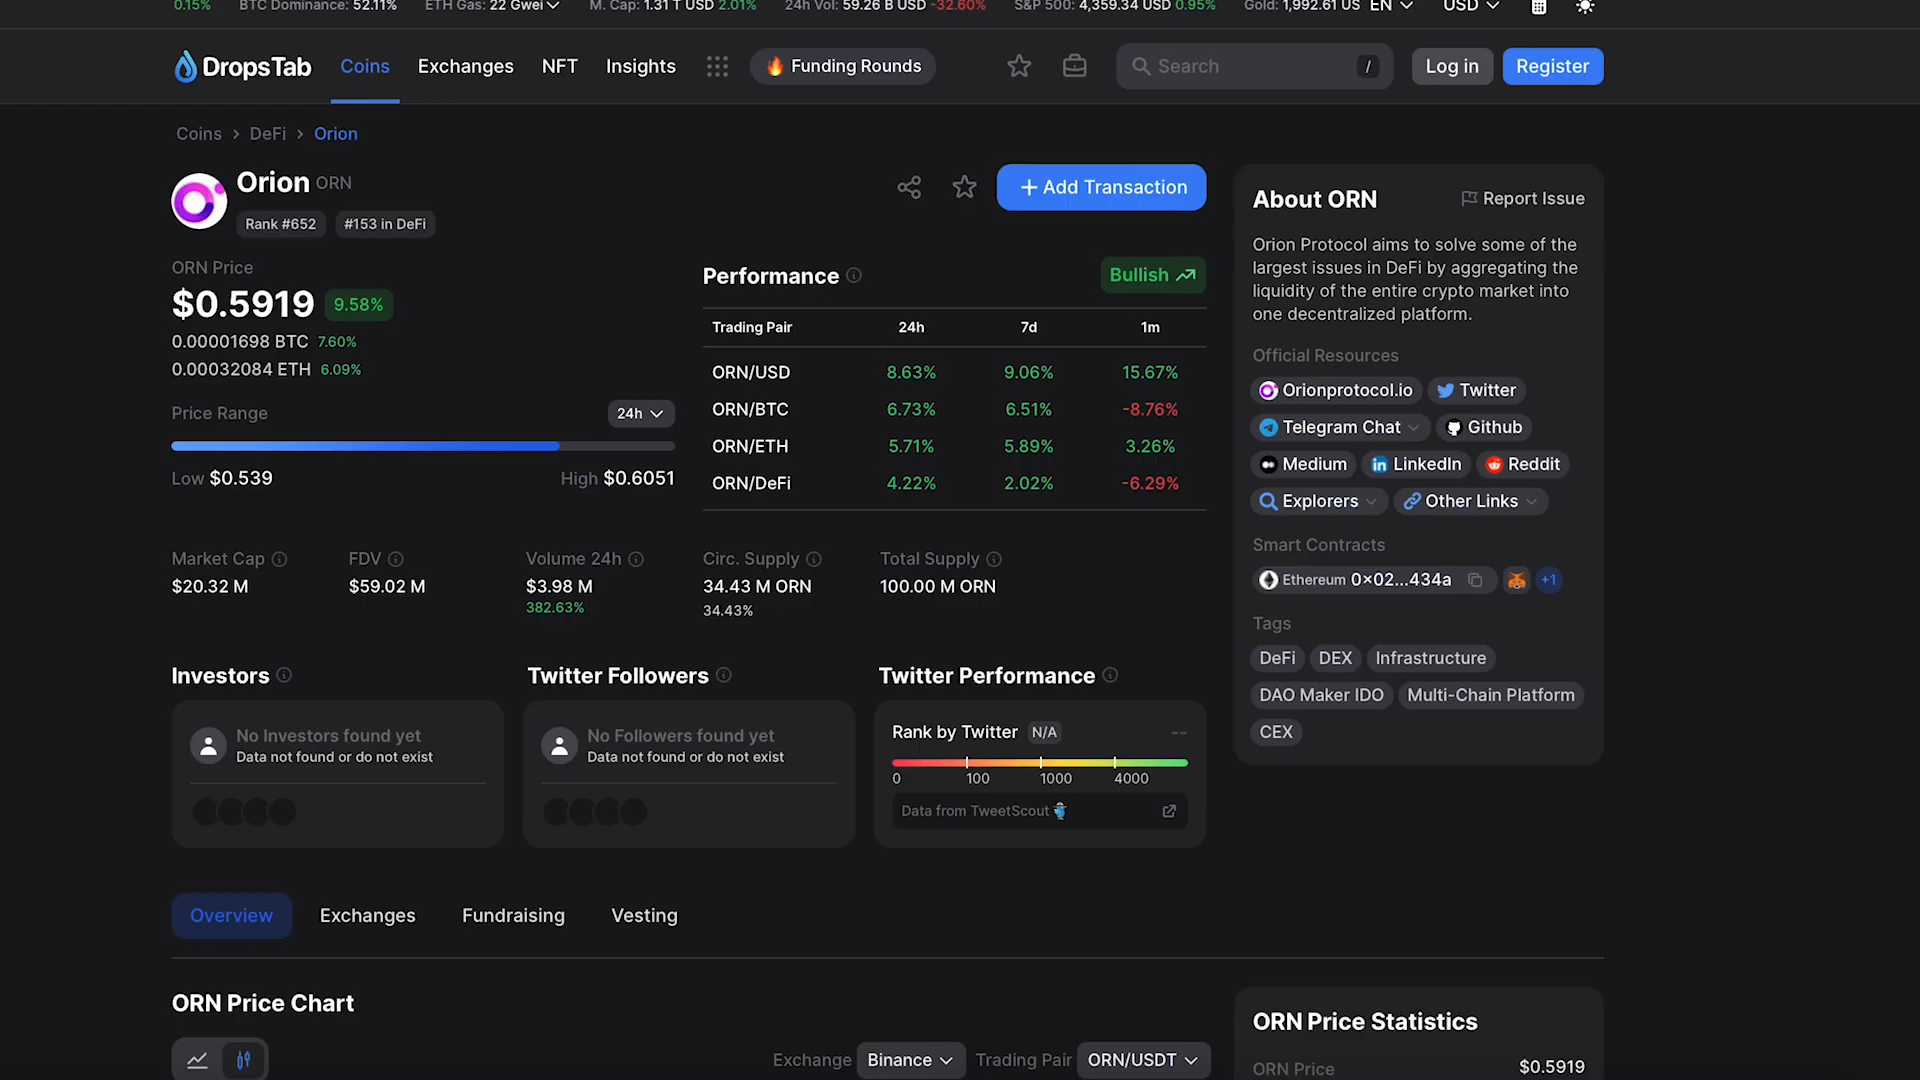 0.15% BTC Dominance: 52.11% ETH Gas: 22 Gwei M. Cap: 1.31 T USD 2.01% 24h Vol: 59.26 B USD -32.60% S&P 500: 4,359.34 USD 0.95% Gold: 1,992.61 US EN USD
DropsTab Coins Exchanges NFT Insights Funding Rounds Search / Log in Register
Coins > DeFi > Orion
Orion ORN
Rank #652 #153 in DeFi
+ Add Transaction
ORN Price
$0.5919 9.58%
0.00001698 BTC 7.60%
0.00032084 ETH 6.09%
Price Range 24h
Low $0.539 High $0.6051
Performance Bullish
Trading Pair 24h 7d 1m
ORN/USD 8.63% 9.06% 15.67%
ORN/BTC 6.73% 6.51% -8.76%
ORN/ETH 5.71% 5.89% 3.26%
ORN/DeFi 4.22% 2.02% -6.29%
Market Cap FDV Volume 24h Circ. Supply Total Supply
$20.32 M $59.02 M $3.98 M 34.43 M ORN 100.00 M ORN
382.63% 34.43%
About ORN Report Issue
Orion Protocol aims to solve some of the
largest issues in DeFi by aggregating the
liquidity of the entire crypto market into
one decentralized platform.
Official Resources
Orionprotocol.io Twitter
Telegram Chat Github
Medium LinkedIn Reddit
Explorers Other Links
Smart Contracts
Ethereum 0×02...434a +1
Tags
DeFi DEX Infrastructure
DAO Maker IDO Multi-Chain Platform
CEX
Investors
No Investors found yet
Data not found or do not exist
Twitter Followers
No Followers found yet
Data not found or do not exist
Twitter Performance
Rank by Twitter N/A --
0 100 1000 4000
Data from TweetScout
Overview Exchanges Fundraising Vesting
ORN Price Chart
Exchange Binance Trading Pair ORN/USDT
ORN Price Statistics
ORN Price $0.5919